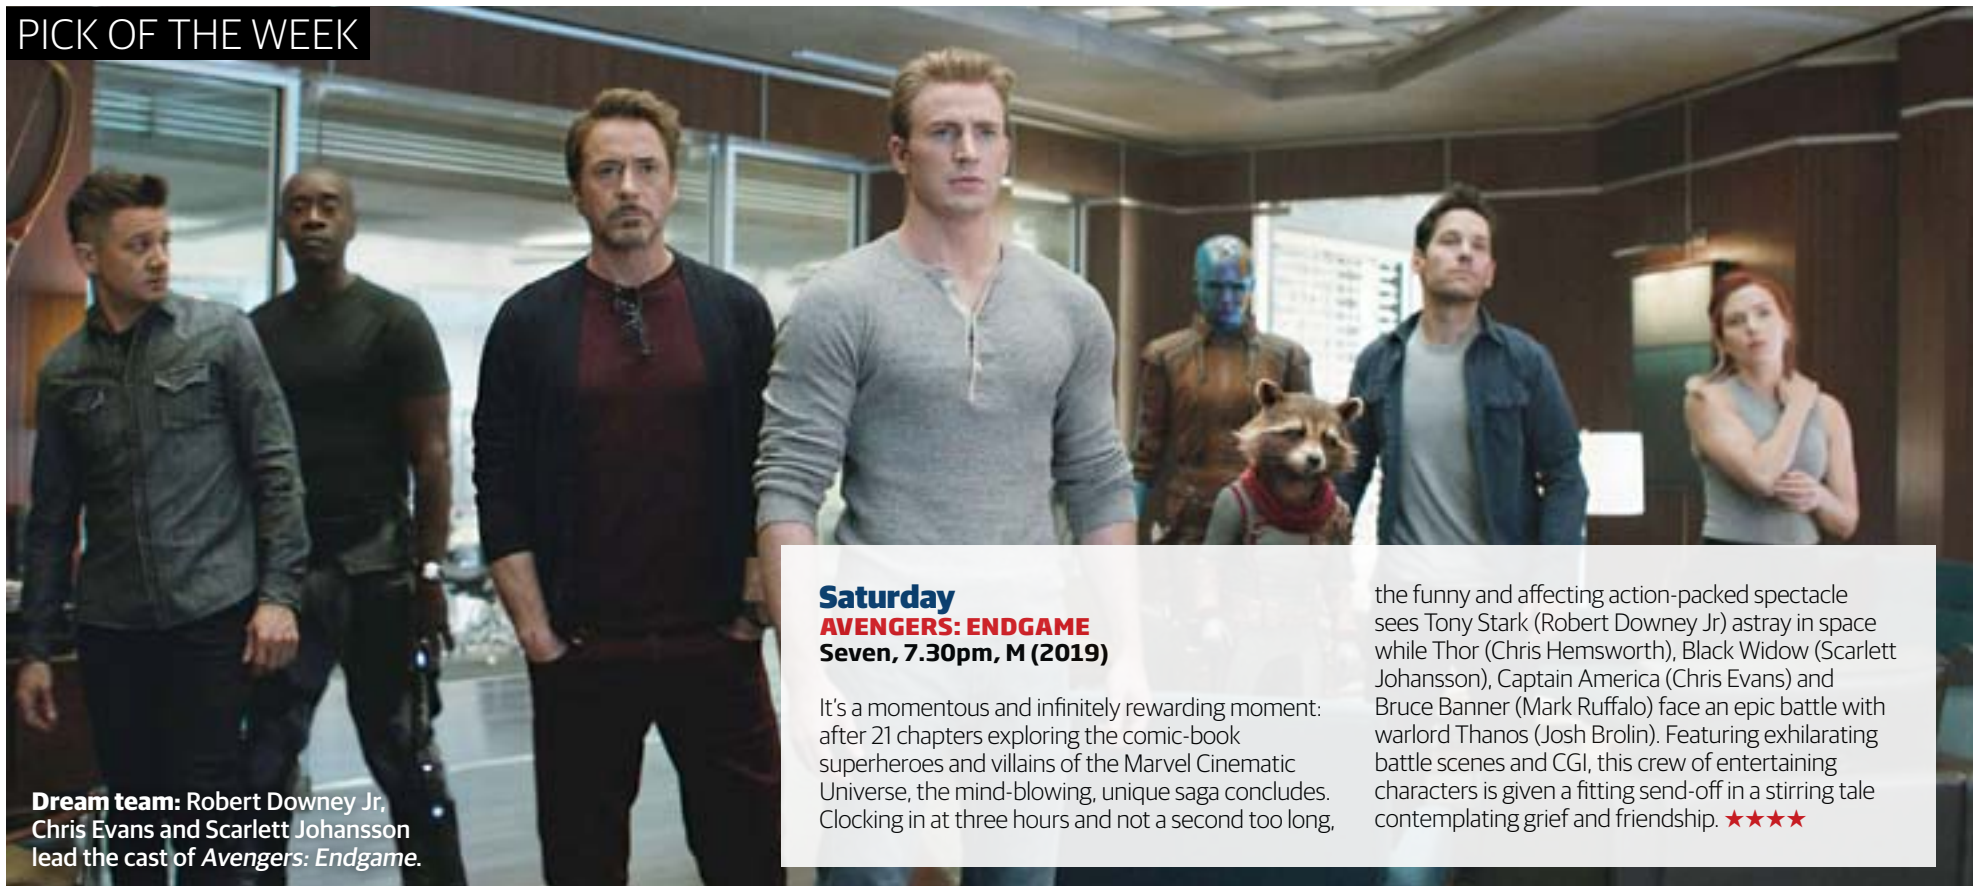 PICK OF THE WEEK
Saturday
AVENGERS: ENDGAME
Seven, 7.30pm, M (2019)
It's a momentous and infinitely rewarding moment:
after 21 chapters exploring the comic-book
superheroes and villains of the Marvel Cinematic
Universe, the mind-blowing, unique saga concludes.
Clocking in at three hours and not a second too long,
the funny and affecting action-packed spectacle
sees Tony Stark (Robert Downey Jr) astray in space
while Thor (Chris Hemsworth), Black Widow (Scarlett
Johansson), Captain America (Chris Evans) and
Bruce Banner (Mark Ruffalo) face an epic battle with
warlord Thanos (Josh Brolin). Featuring exhilarating
battle scenes and CGI, this crew of entertaining
characters is given a fitting send-off in a stirring tale
contemplating grief and friendship. ★★★★
Dream team: Robert Downey Jr,
Chris Evans and Scarlett Johansson
lead the cast of Avengers: Endgame.